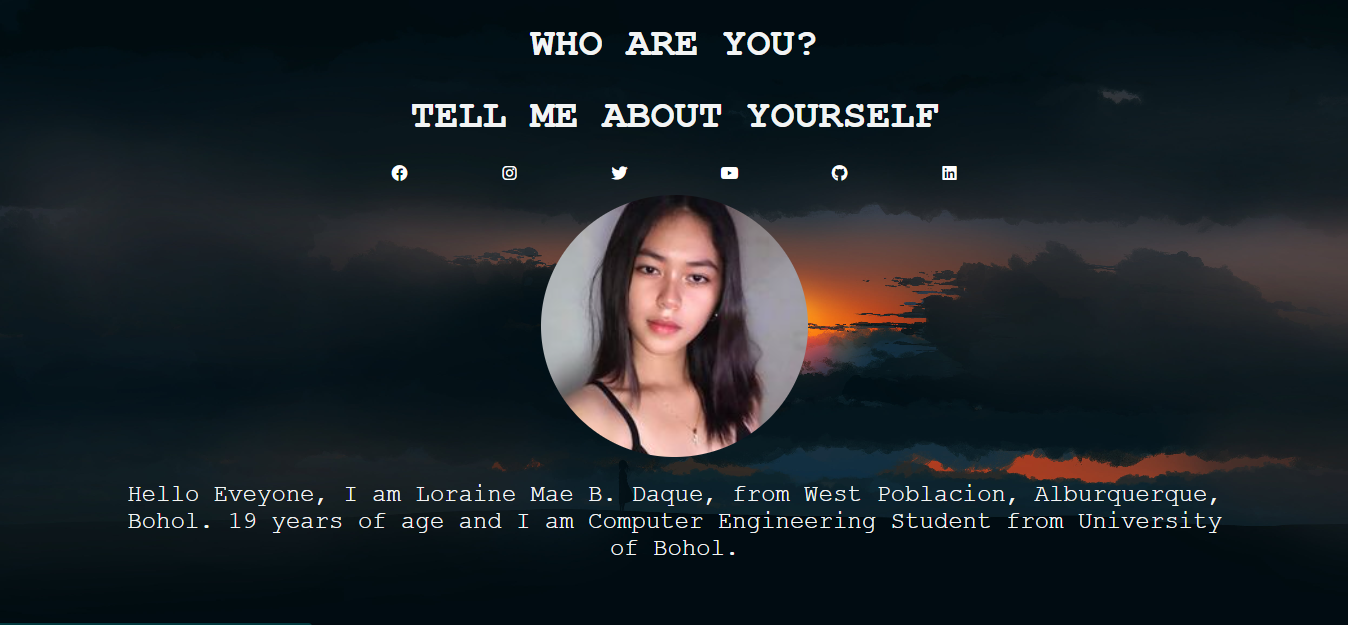 WHO ARE YOU?
TELL ME ABOUT YOURSELF
Hello Eveyone, I am Loraine Mae B. Daque, from West Poblacion, Alburquerque,
Bohol. 19 years of age and I am Computer Engineering Student from University
of Bohol.